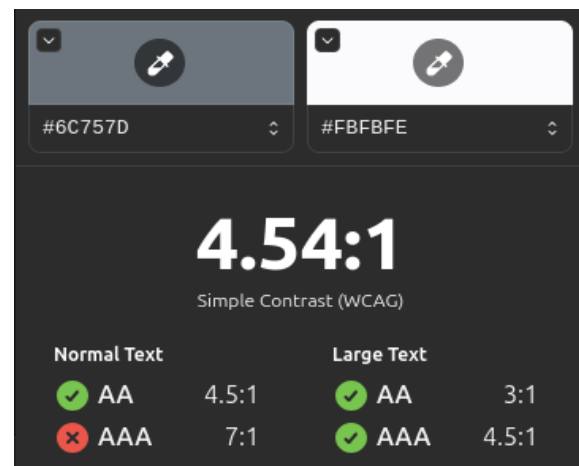 #6C757D #FBFBFE
4.54:1
Simple Contrast (WCAG)
Normal Text Large Text
AA 4.5:1 AA 3:1
AAA 7:1 AAA 4.5:1